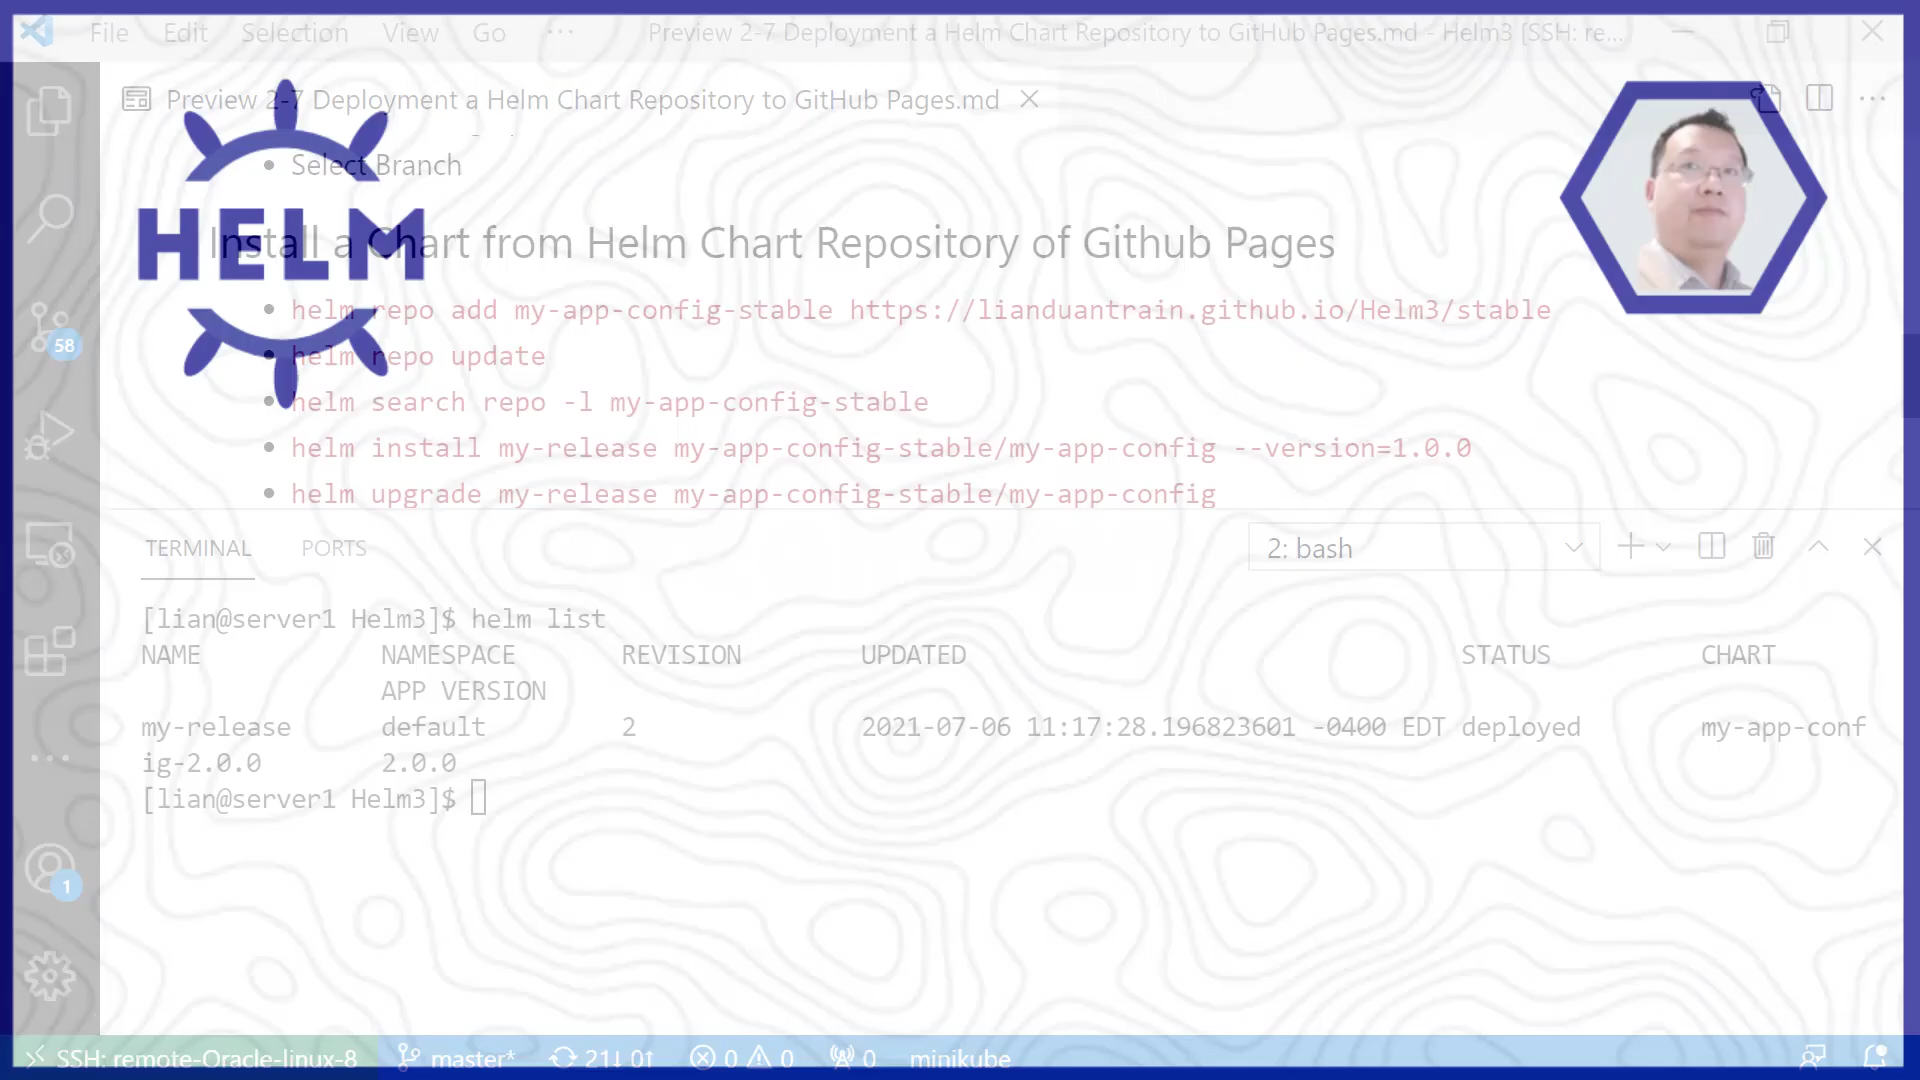 File Edit Selection View Go ··· Preview 2-7 Deployment a Helm Chart Repository to GitHub Pages.md - Helm3 [SSH: re...
Preview 2-7 Deployment a Helm Chart Repository to GitHub Pages.md
Select Branch
HELM
Install a Chart from Helm Chart Repository of Github Pages
helm repo add my-app-config-stable https://lianduantrain.github.io/Helm3/stable
helm repo update
helm search repo -l my-app-config-stable
helm install my-release my-app-config-stable/my-app-config --version=1.0.0
helm upgrade my-release my-app-config-stable/my-app-config
58
TERMINAL PORTS 2: bash
[lian@server1 Helm3]$ helm list
NAME NAMESPACE REVISION UPDATED STATUS CHART
APP VERSION
my-release default 2 2021-07-06 11:17:28.196823601 -0400 EDT deployed my-app-conf
ig-2.0.0 2.0.0
[lian@server1 Helm3]$
1
SSH: remote-Oracle-linux-8 master* 21↓ 0↑ 0 0 0 minikube